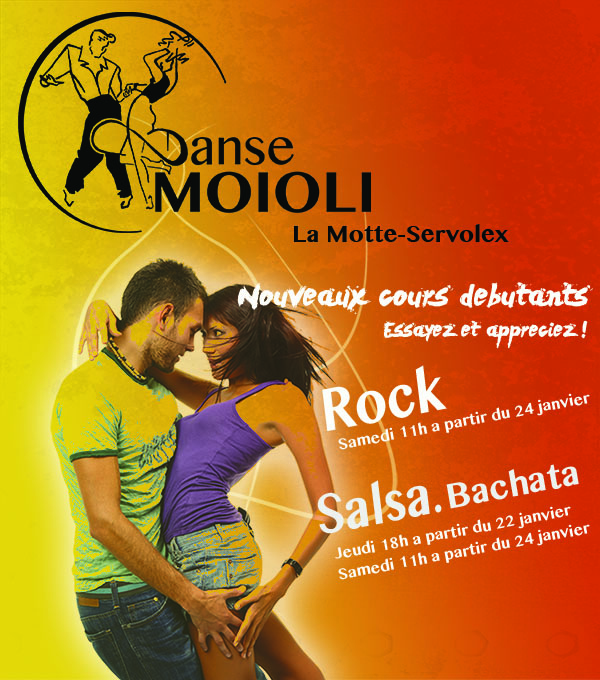 Danse
MOIOLI
La Motte-Servolex
Nouveaux cours debutants
Essayez et appreciez !
Rock
Samedi 11h a partir du 24 janvier
Salsa.Bachata
Jeudi 18h a partir du 22 janvier
Samedi 11h a partir du 24 janvier